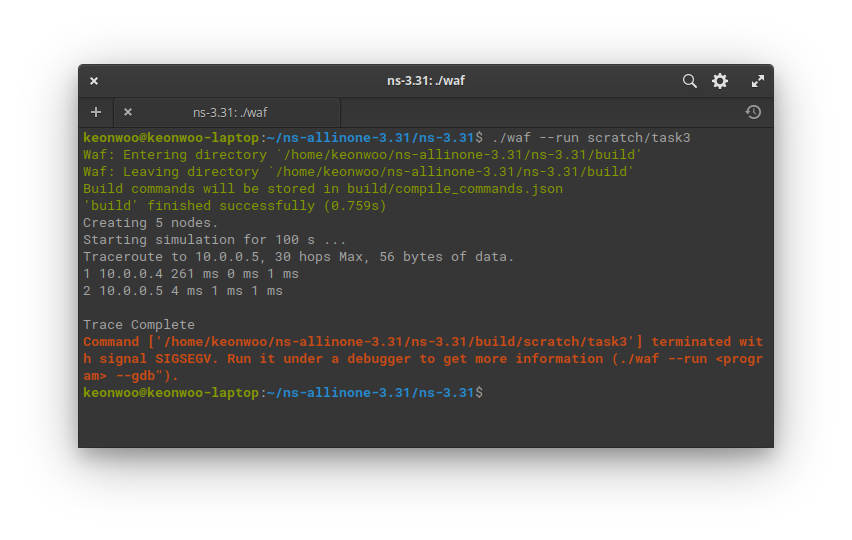 ns-3.31: ./waf
ns-3.31: ./waf
keonwoo@keonwoo-laptop:~/ns-allinone-3.31/ns-3.31$ ./waf --run scratch/task3
Waf: Entering directory `/home/keonwoo/ns-allinone-3.31/ns-3.31/build'
Waf: Leaving directory `/home/keonwoo/ns-allinone-3.31/ns-3.31/build'
Build commands will be stored in build/compile_commands.json
'build' finished successfully (0.759s)
Creating 5 nodes.
Starting simulation for 100 s ...
Traceroute to 10.0.0.5, 30 hops Max, 56 bytes of data.
1 10.0.0.4 261 ms 0 ms 1 ms
2 10.0.0.5 4 ms 1 ms 1 ms
Trace Complete
Command ['/home/keonwoo/ns-allinone-3.31/ns-3.31/build/scratch/task3'] terminated wit
h signal SIGSEGV. Run it under a debugger to get more information (./waf --run <progr
am> --gdb").
keonwoo@keonwoo-laptop:~/ns-allinone-3.31/ns-3.31$